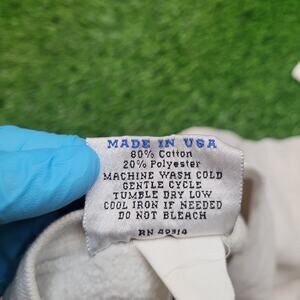 MADE IN USA
80% Cotton
20% Polyester
MACHINE WASH COLD
GENTLE CYCLE
TUMBLE DRY LOW
COOL IRON IF NEEDED
DO NOT BLEACH
RN